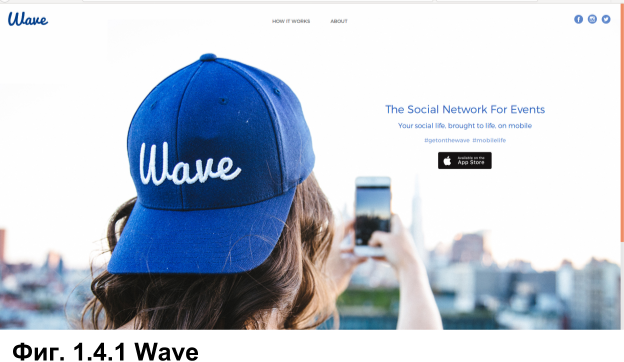 Wave
HOW IT WORKS ABOUT
Wave
The Social Network For Events
Your social life, brought to life, on mobile
#getonthewave #mobilelife
Available on the
App Store
Фиг. 1.4.1 Wave